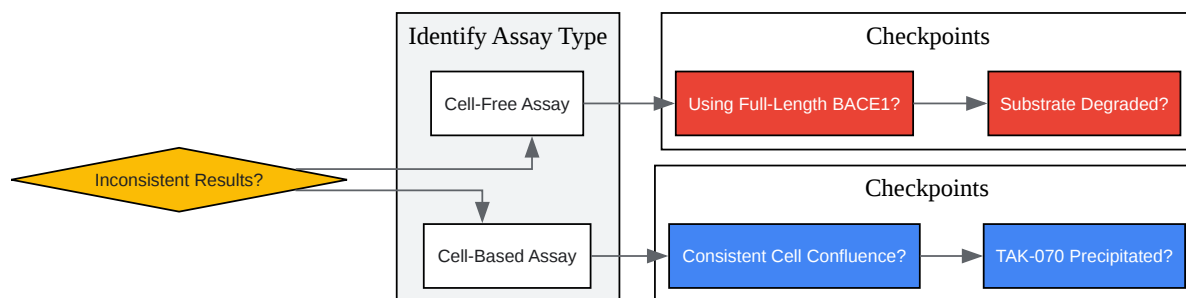 Identify Assay Type
Checkpoints
Cell-Free Assay
Using Full-Length BACE1?
Substrate Degraded?
Inconsistent Results?
Checkpoints
Cell-Based Assay
Consistent Cell Confluence?
TAK-070 Precipitated?